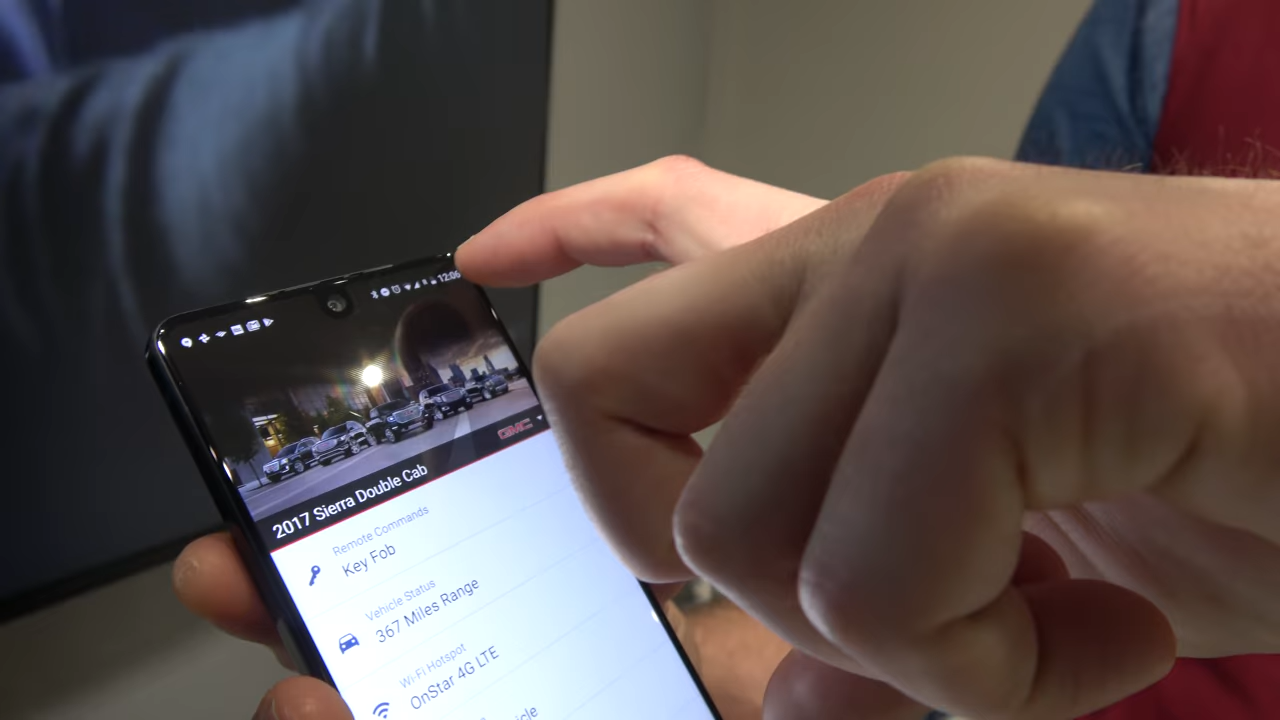 12:06
GMC
2017 Sierra Double Cab
Remote Commands
Key Fob
Vehicle Status
367 Miles Range
Wi-Fi Hotspot
OnStar 4G LTE